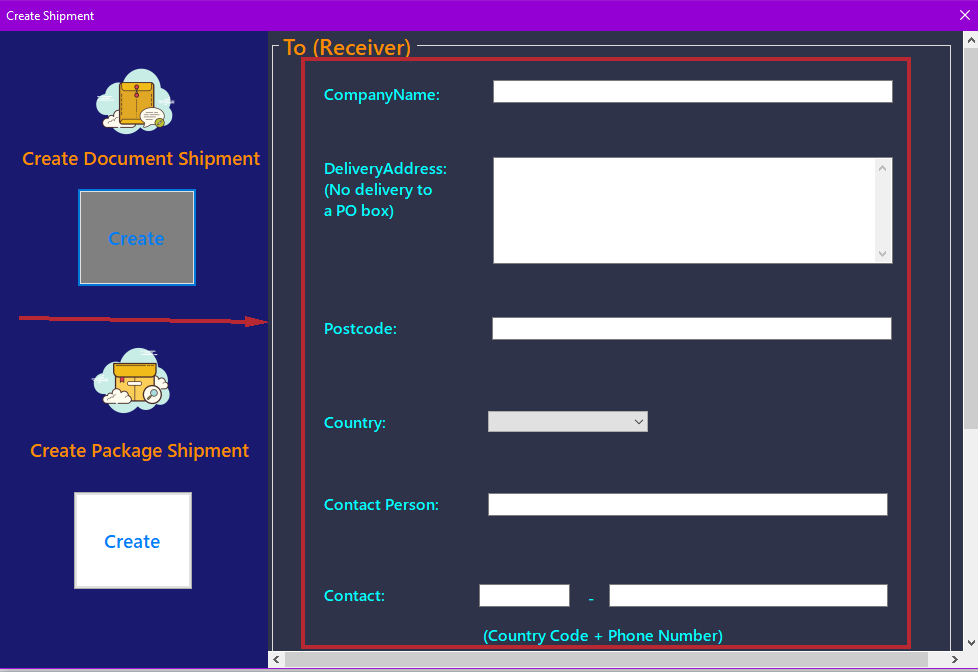 Create Shipment
Create Document Shipment
Create
Create Package Shipment
Create
To (Receiver)
CompanyName:
DeliveryAddress:
(No delivery to
a PO box)
Postcode:
Country:
Contact Person:
Contact:
-
(Country Code + Phone Number)